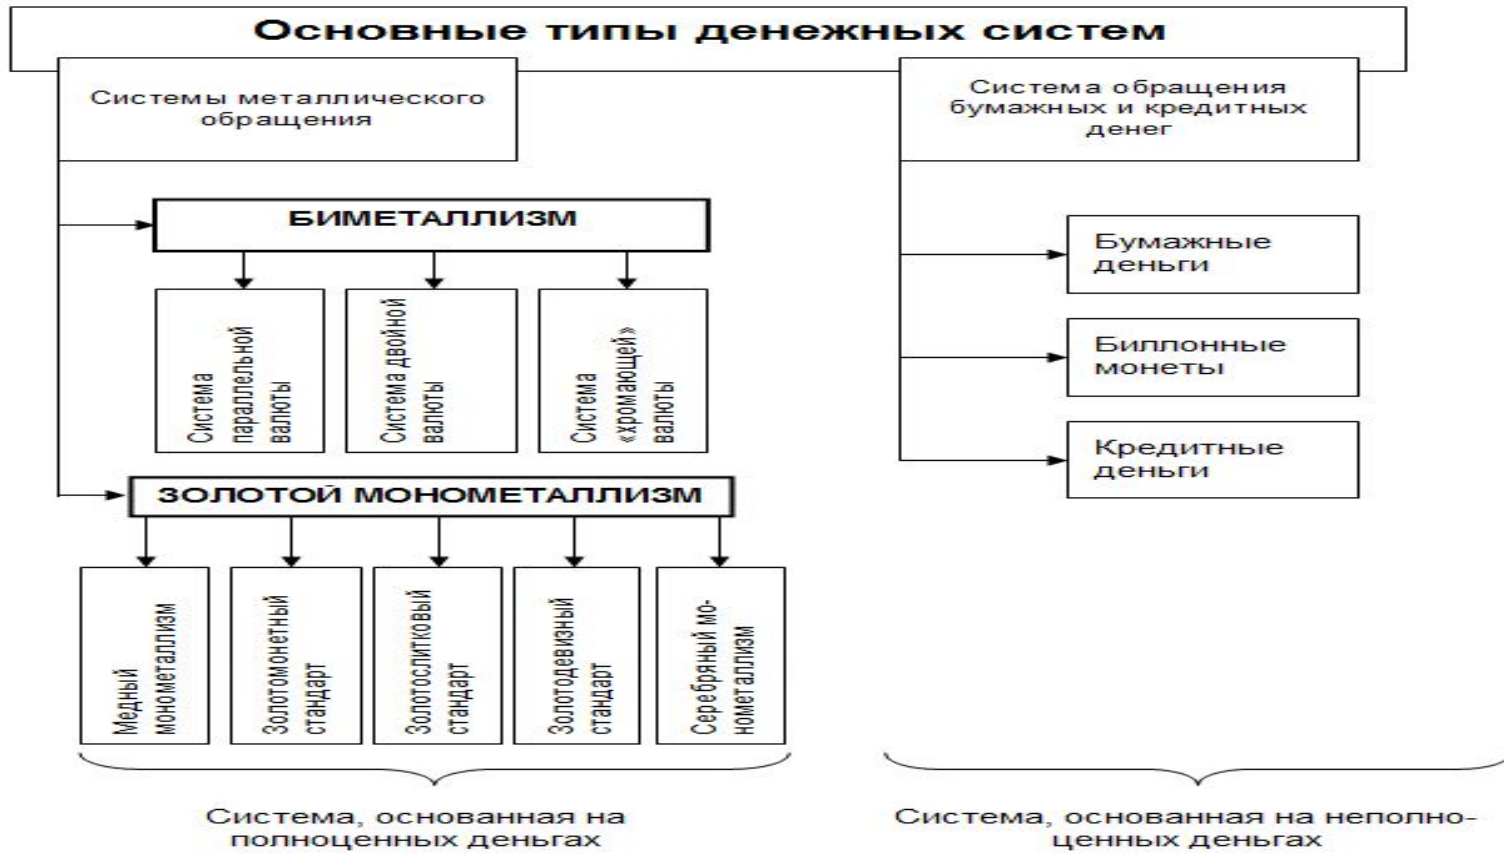 Основные типы денежных систем
Системы металлического
обращения
Система обращения
бумажных и кредитных
денег
БИМЕТАЛЛИЗМ
Система
параллельной
валюты
Система двойной
валюты
Система
«хромающей»
валюты
ЗОЛОТОЙ МОНОМЕТАЛЛИЗМ
Медный
монометаллизм
Золотомонетный
стандарт
Золотослитковый
стандарт
Золотодевизный
стандарт
Серебряный мо-
нометаллизм
Бумажные
деньги
Биллонные
монеты
Кредитные
деньги
Система, основанная на
полноценных деньгах
Система, основанная на неполно-
ценных деньгах